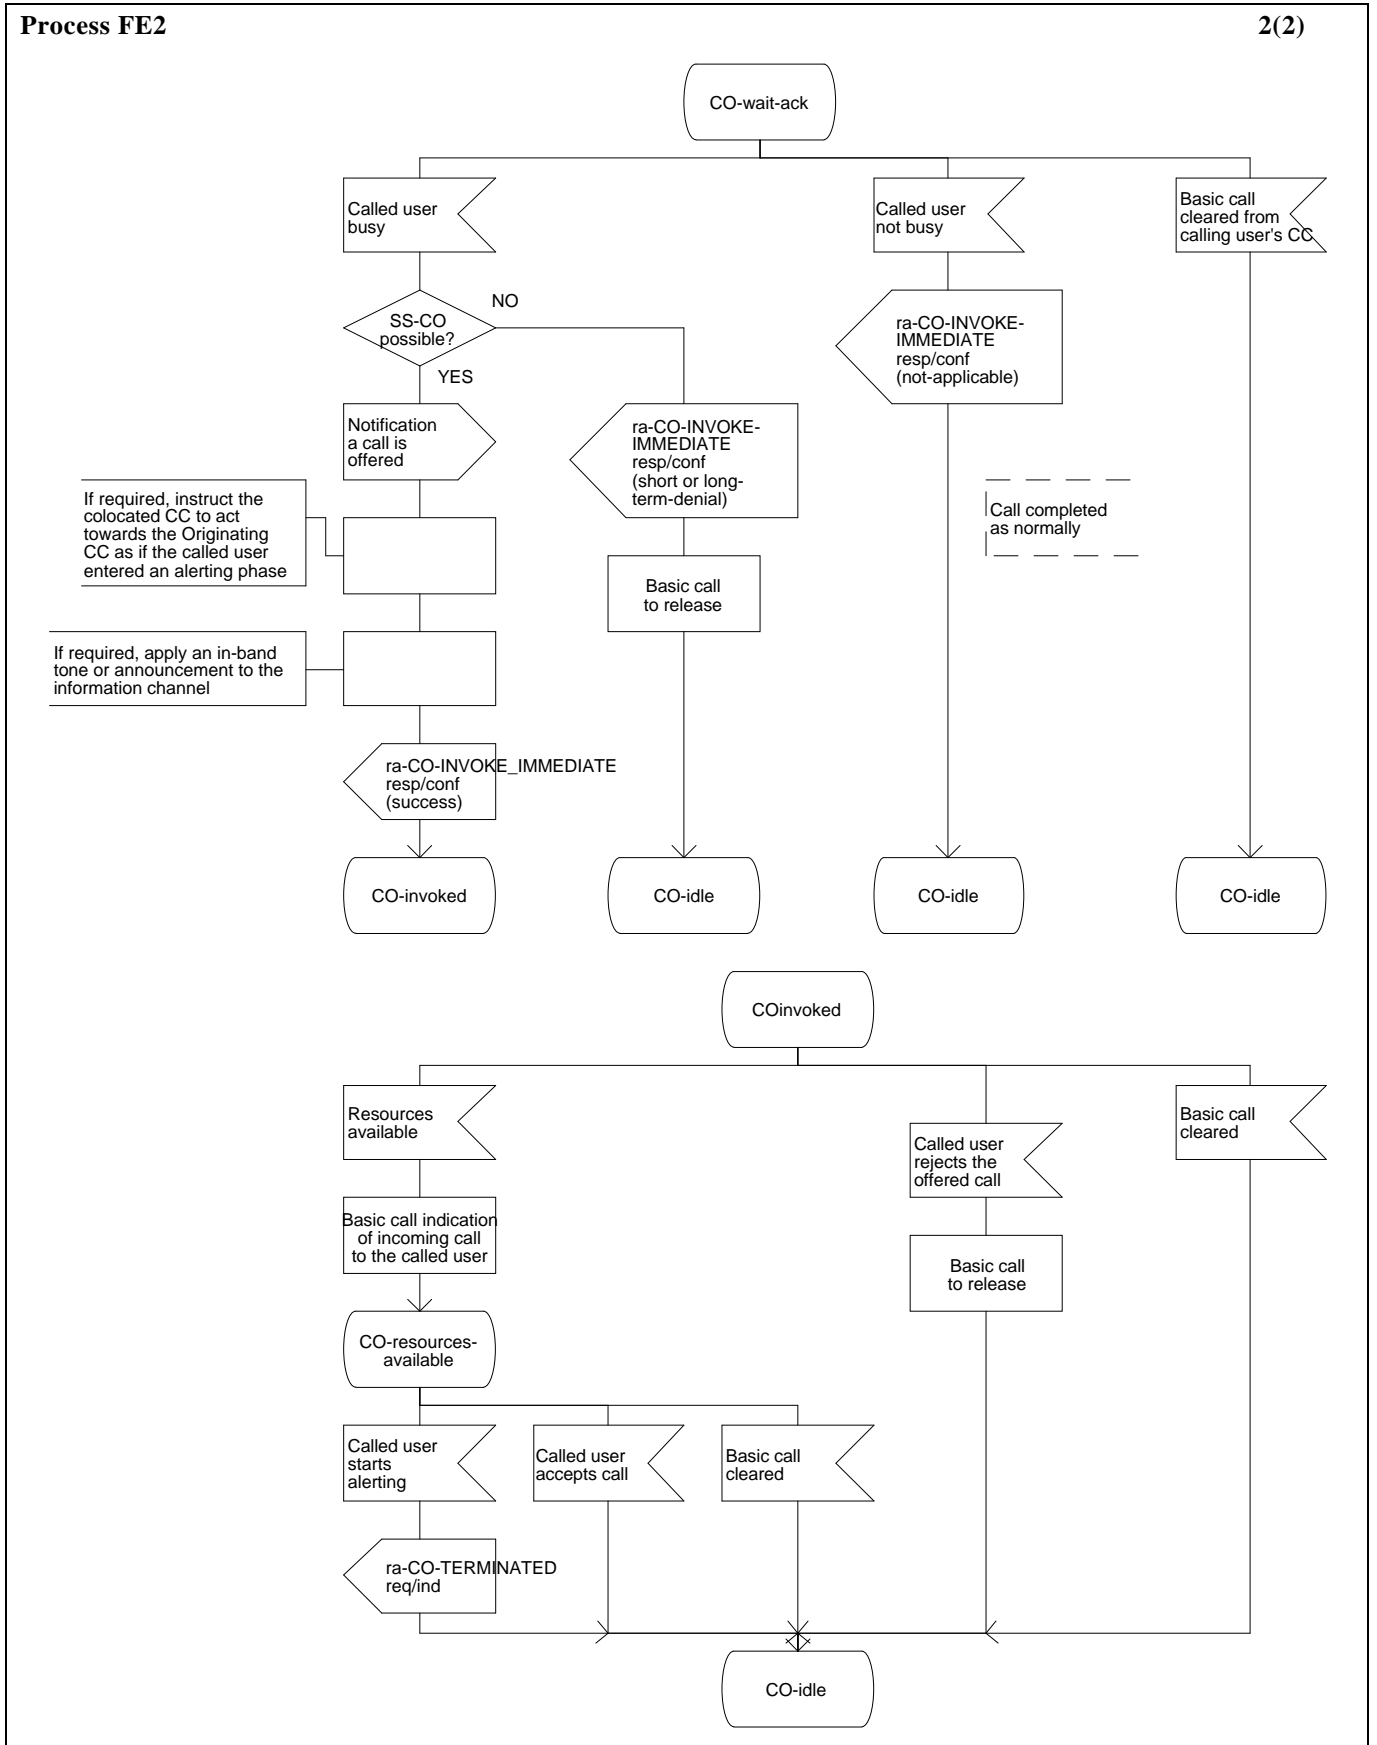 Process FE2
2(2)
CO-wait-ack
Called user
busy
Called user
not busy
Basic call
cleared from
calling user's CC
SS-CO
possible?
NO
YES
ra-CO-INVOKE-
IMMEDIATE
resp/conf
(not-applicable)
Notification
a call is
offered
ra-CO-INVOKE-
IMMEDIATE
resp/conf
(short or long-
term-denial)
If required, instruct the
colocated CC to act
towards the Originating
CC as if the called user
entered an alerting phase
Call completed
as normally
Basic call
to release
If required, apply an in-band
tone or announcement to the
information channel
ra-CO-INVOKE_IMMEDIATE
resp/conf
(success)
CO-invoked
CO-idle
CO-idle
CO-idle
COinvoked
Resources
available
Called user
rejects the
offered call
Basic call
cleared
Basic call indication
of incoming call
to the called user
Basic call
to release
CO-resources-
available
Called user
starts
alerting
Called user
accepts call
Basic call
cleared
ra-CO-TERMINATED
req/ind
CO-idle